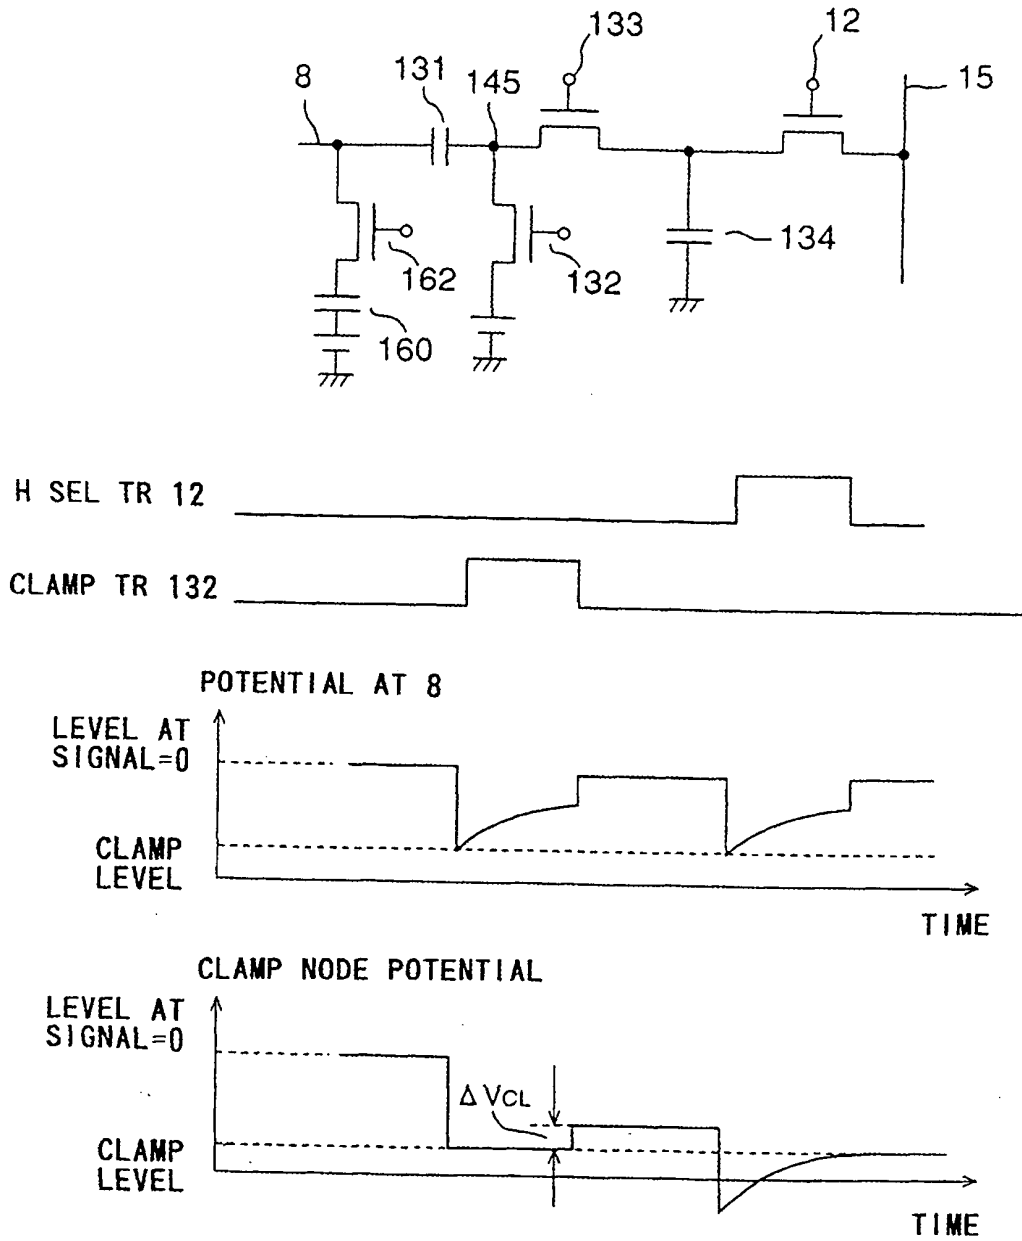 133
12
8
131
145
15
162
132
134
160
H SEL TR 12
CLAMP TR 132
POTENTIAL AT 8
LEVEL AT
SIGNAL=0
CLAMP
LEVEL
TIME
CLAMP NODE POTENTIAL
LEVEL AT
SIGNAL=0
Δ VCL
CLAMP
LEVEL
TIME